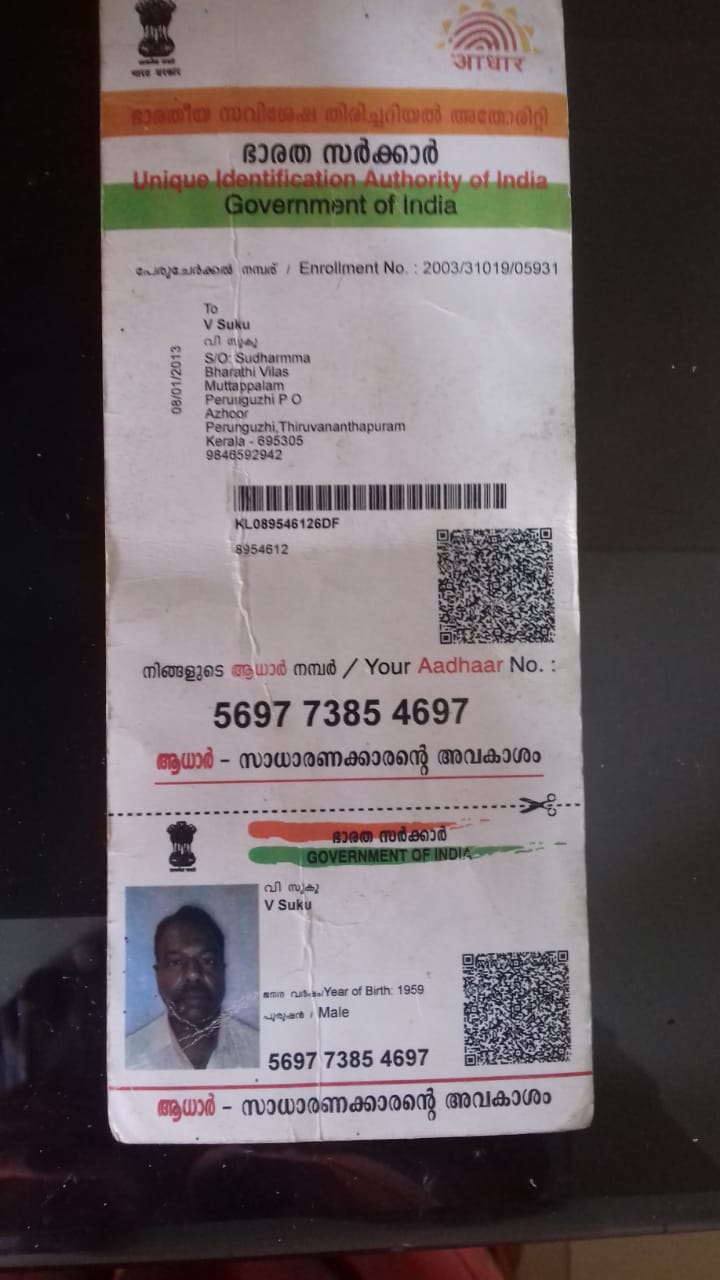 भारत सरकार
आधार
ഭാരതീയ സവിശേഷ തിരിച്ചറിയൽ അതോറിറ്റി
ഭാരത സർക്കാർ
Unique Identification Authority of India
Government of India
പേരുചേർക്കൽ നമ്പര് / Enrollment No. : 2003/31019/05931
08/01/2013
To
V Suku
വി സുകു
S/O: Sudharmma
Bharathi Vilas
Muttappalam
Perunguzhi P O
Azhoor
Perunguzhi,Thiruvananthapuram
Kerala - 695305
9846592942
KL089546126DF
8954612
നിങ്ങളുടെ ആധാർ നമ്പർ / Your Aadhaar No. :
5697 7385 4697
ആധാർ - സാധാരണക്കാരന്റെ അവകാശം
ഭാരത സർക്കാർ
GOVERNMENT OF INDIA
വി സുകു
V Suku
ജനന വർഷം/Year of Birth: 1959
പുരുഷൻ / Male
5697 7385 4697
ആധാർ - സാധാരണക്കാരന്റെ അവകാശം